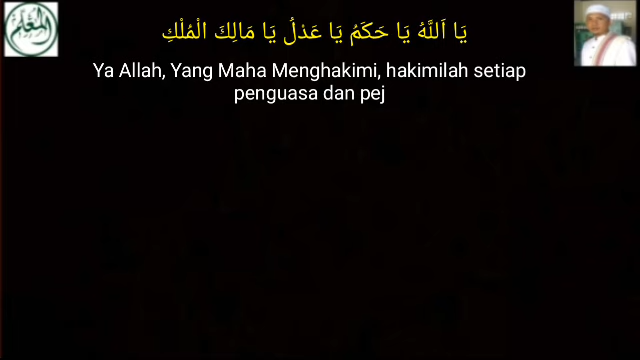 يَا اَللَّهُ يَا حَكَمُ يَا عَدْلُ يَا مَالِكَ الْمُلْكِ
Ya Allah, Yang Maha Menghakimi, hakimilah setiap
penguasa dan pej